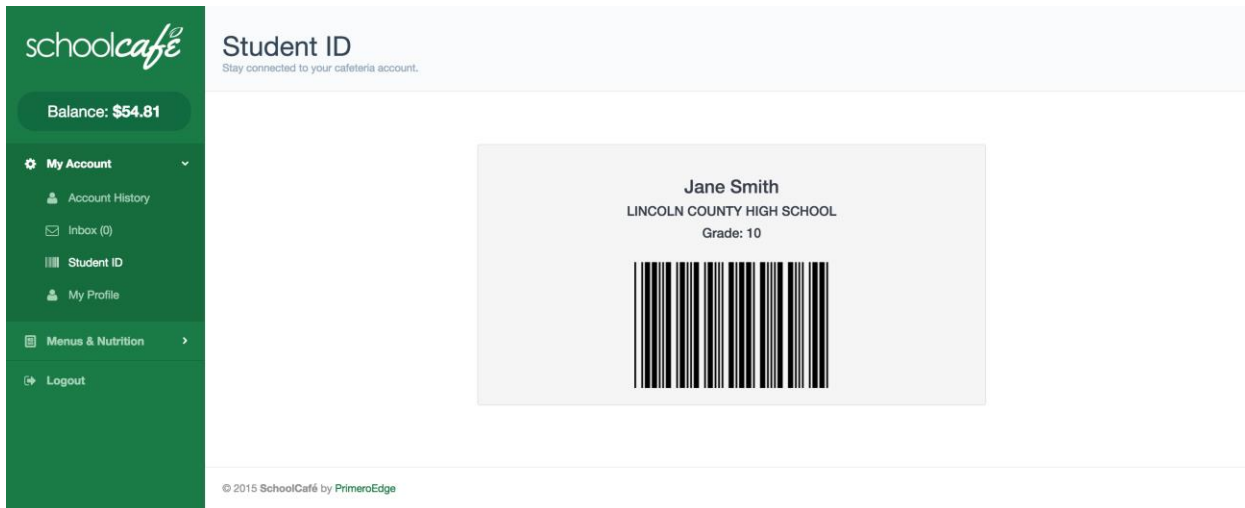 schoolcafé
Balance: $54.81
My Account
Account History
Inbox (0)
Student ID
My Profile
Menus & Nutrition
Logout
Student ID
Stay connected to your cafeteria account.
Jane Smith
LINCOLN COUNTY HIGH SCHOOL
Grade: 10
© 2015 SchoolCafé by PrimeroEdge